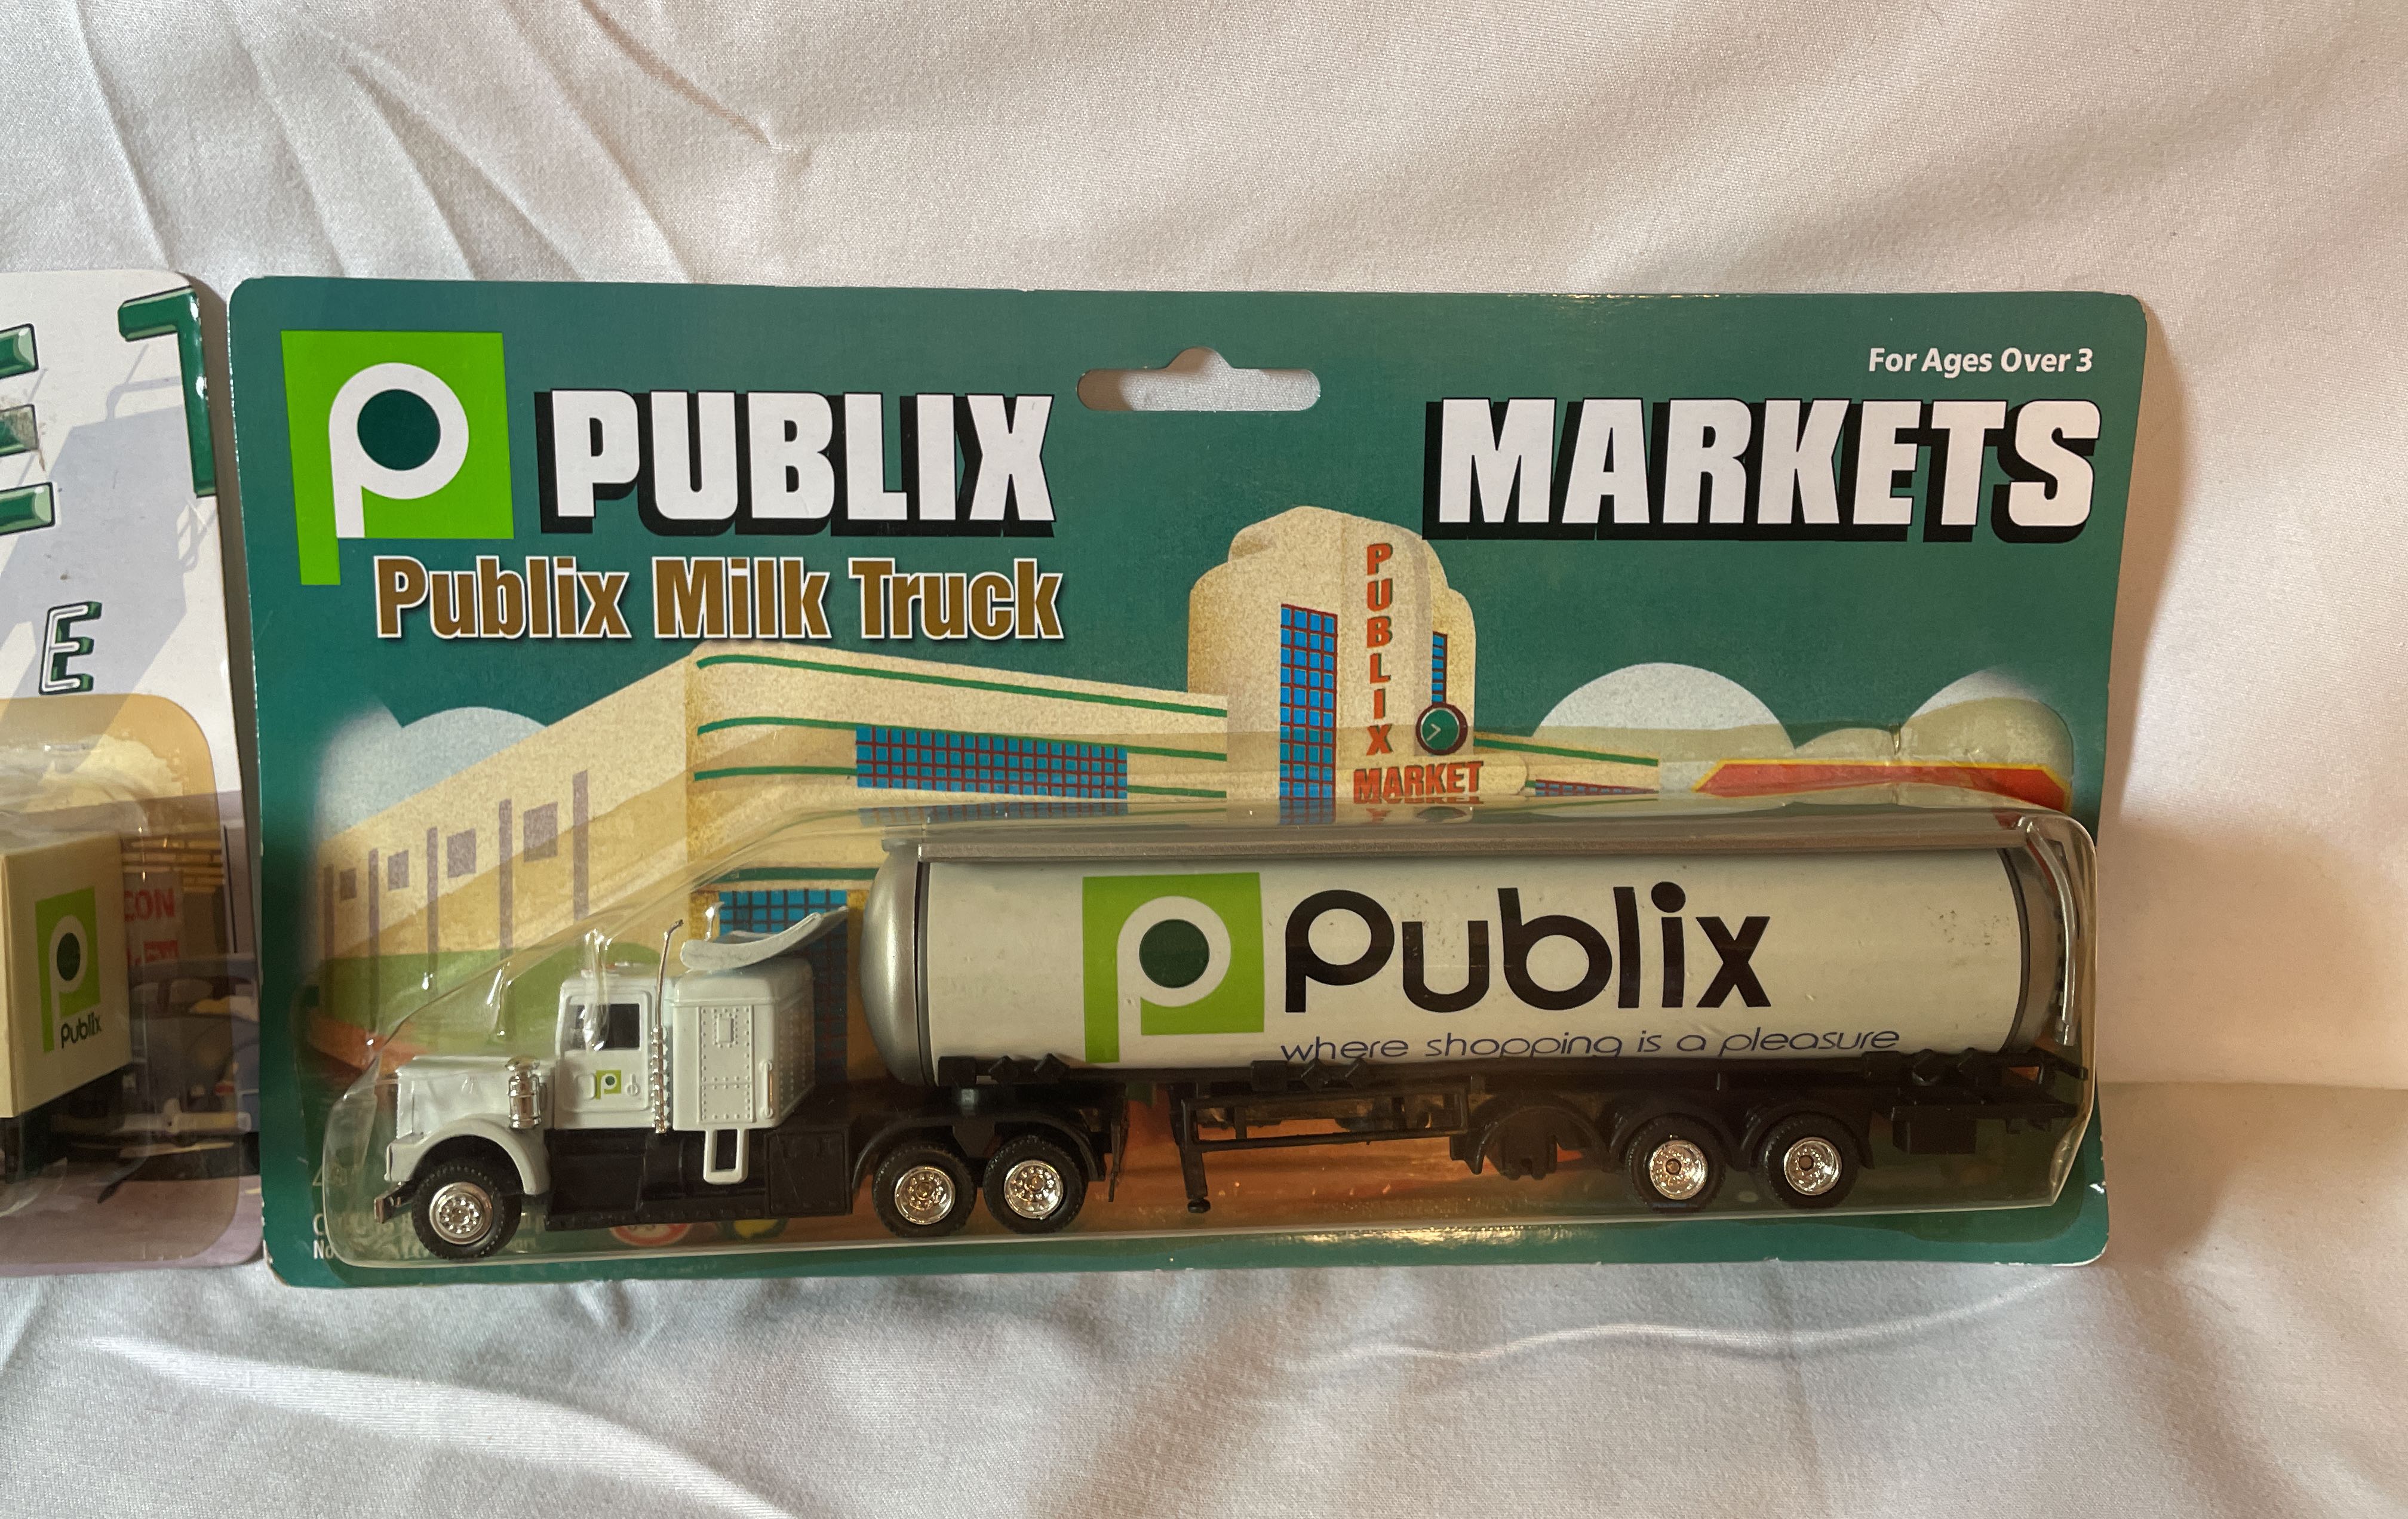 For Ages Over 3
PUBLIX MARKETS
Publix Milk Truck
PUBLIX
MARKET
Publix
where shopping is a pleasure
E
Publix